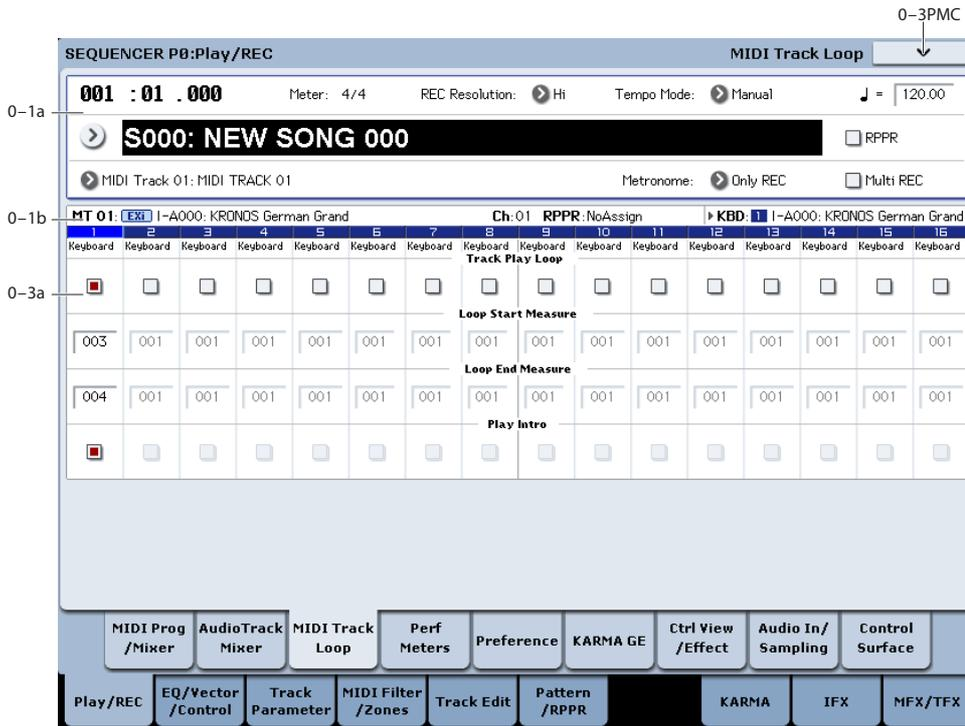 0–3PMC
SEQUENCER P0:Play/REC MIDI Track Loop
001 :01 .000 Meter: 4/4 REC Resolution: Hi Tempo Mode: Manual ♩ = 120.00
0–1a
S000: NEW SONG 000 RPPR
MIDI Track 01: MIDI TRACK 01 Metronome: Only REC Multi REC
0–1b
MT 01: EXi I-A000: KRONOS German Grand Ch:01 RPPR:NoAssign KBD: 1 I-A000: KRONOS German Grand
1 2 3 4 5 6 7 8 9 10 11 12 13 14 15 16
Keyboard Keyboard Keyboard Keyboard Keyboard Keyboard Keyboard Keyboard Keyboard Keyboard Keyboard Keyboard Keyboard Keyboard Keyboard Keyboard
Track Play Loop
0–3a
Loop Start Measure
003 001 001 001 001 001 001 001 001 001 001 001 001 001 001 001
Loop End Measure
004 001 001 001 001 001 001 001 001 001 001 001 001 001 001 001
Play Intro
MIDI Prog AudioTrack MIDI Track Perf Preference KARMA GE Ctrl View Audio In/ Control
/Mixer Mixer Loop Meters /Effect Sampling Surface
Play/REC EQ/Vector Track MIDI Filter Track Edit Pattern KARMA IFX MFX/TFX
/Control Parameter /Zones /RPPR